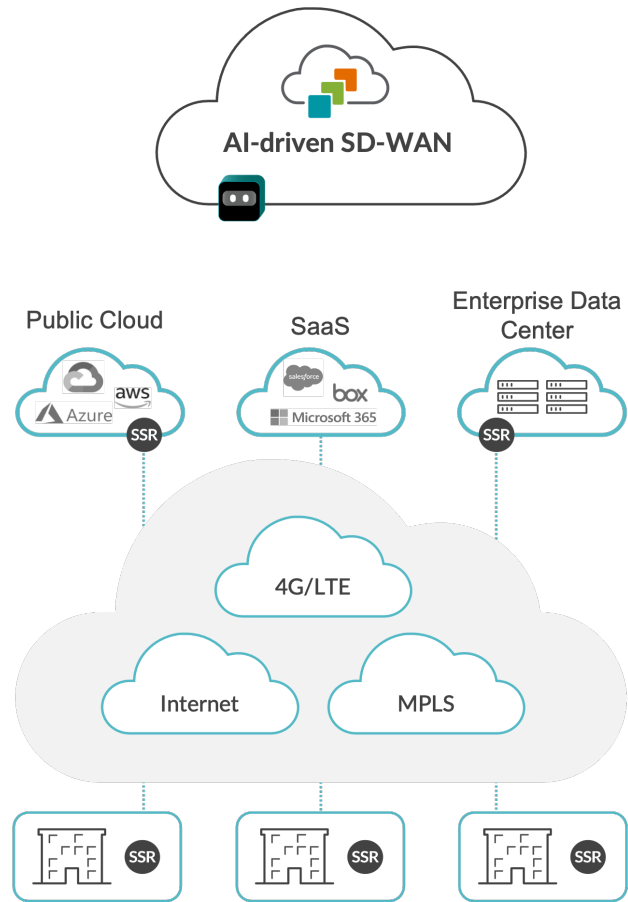 AI-driven SD-WAN
Public Cloud
SaaS
Enterprise Data
Center
aws
Azure
SSR
salesforce
box
Microsoft 365
SSR
4G/LTE
Internet
MPLS
SSR
SSR
SSR